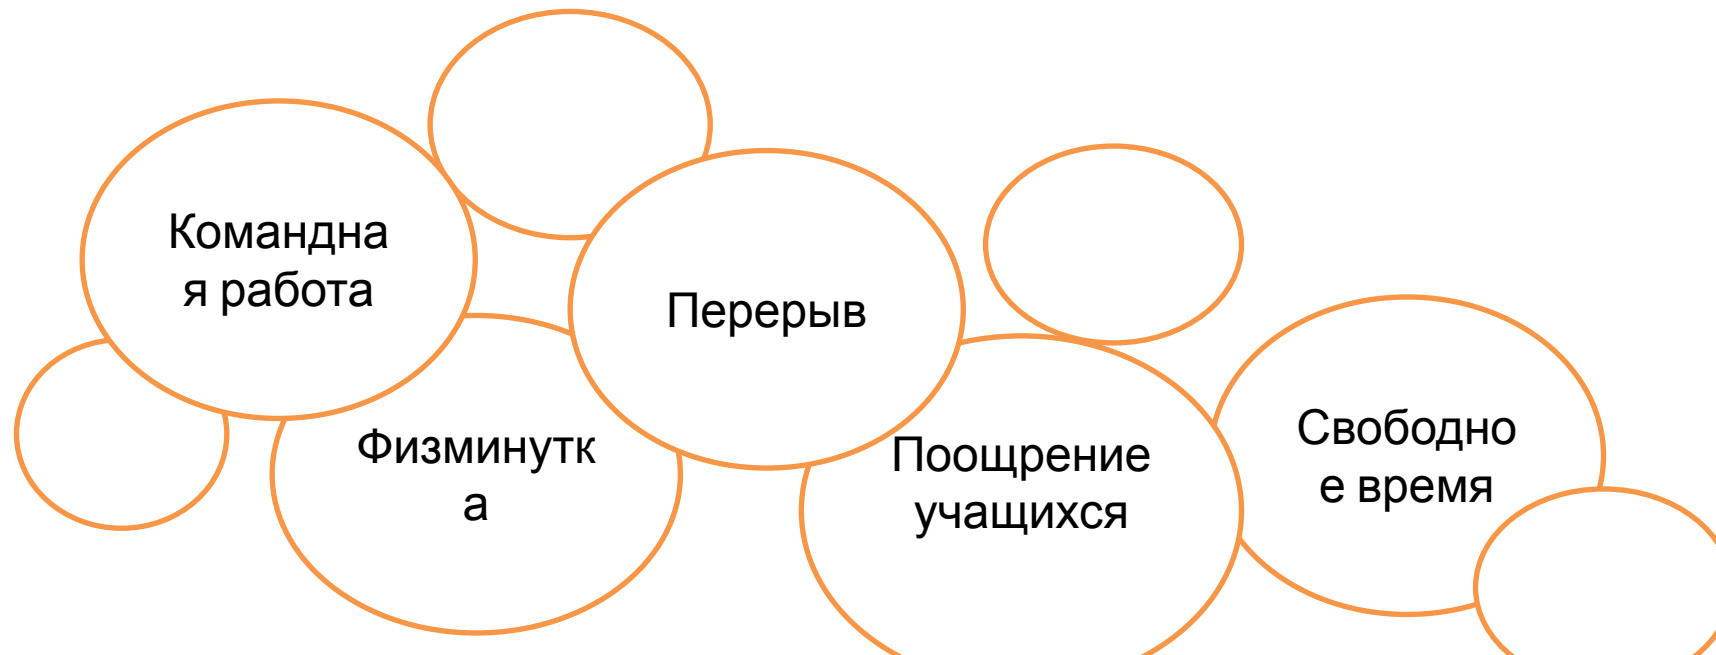 Командна
я работа
Перерыв
Физминутк
а
Поощрение
учащихся
Свободно
е время